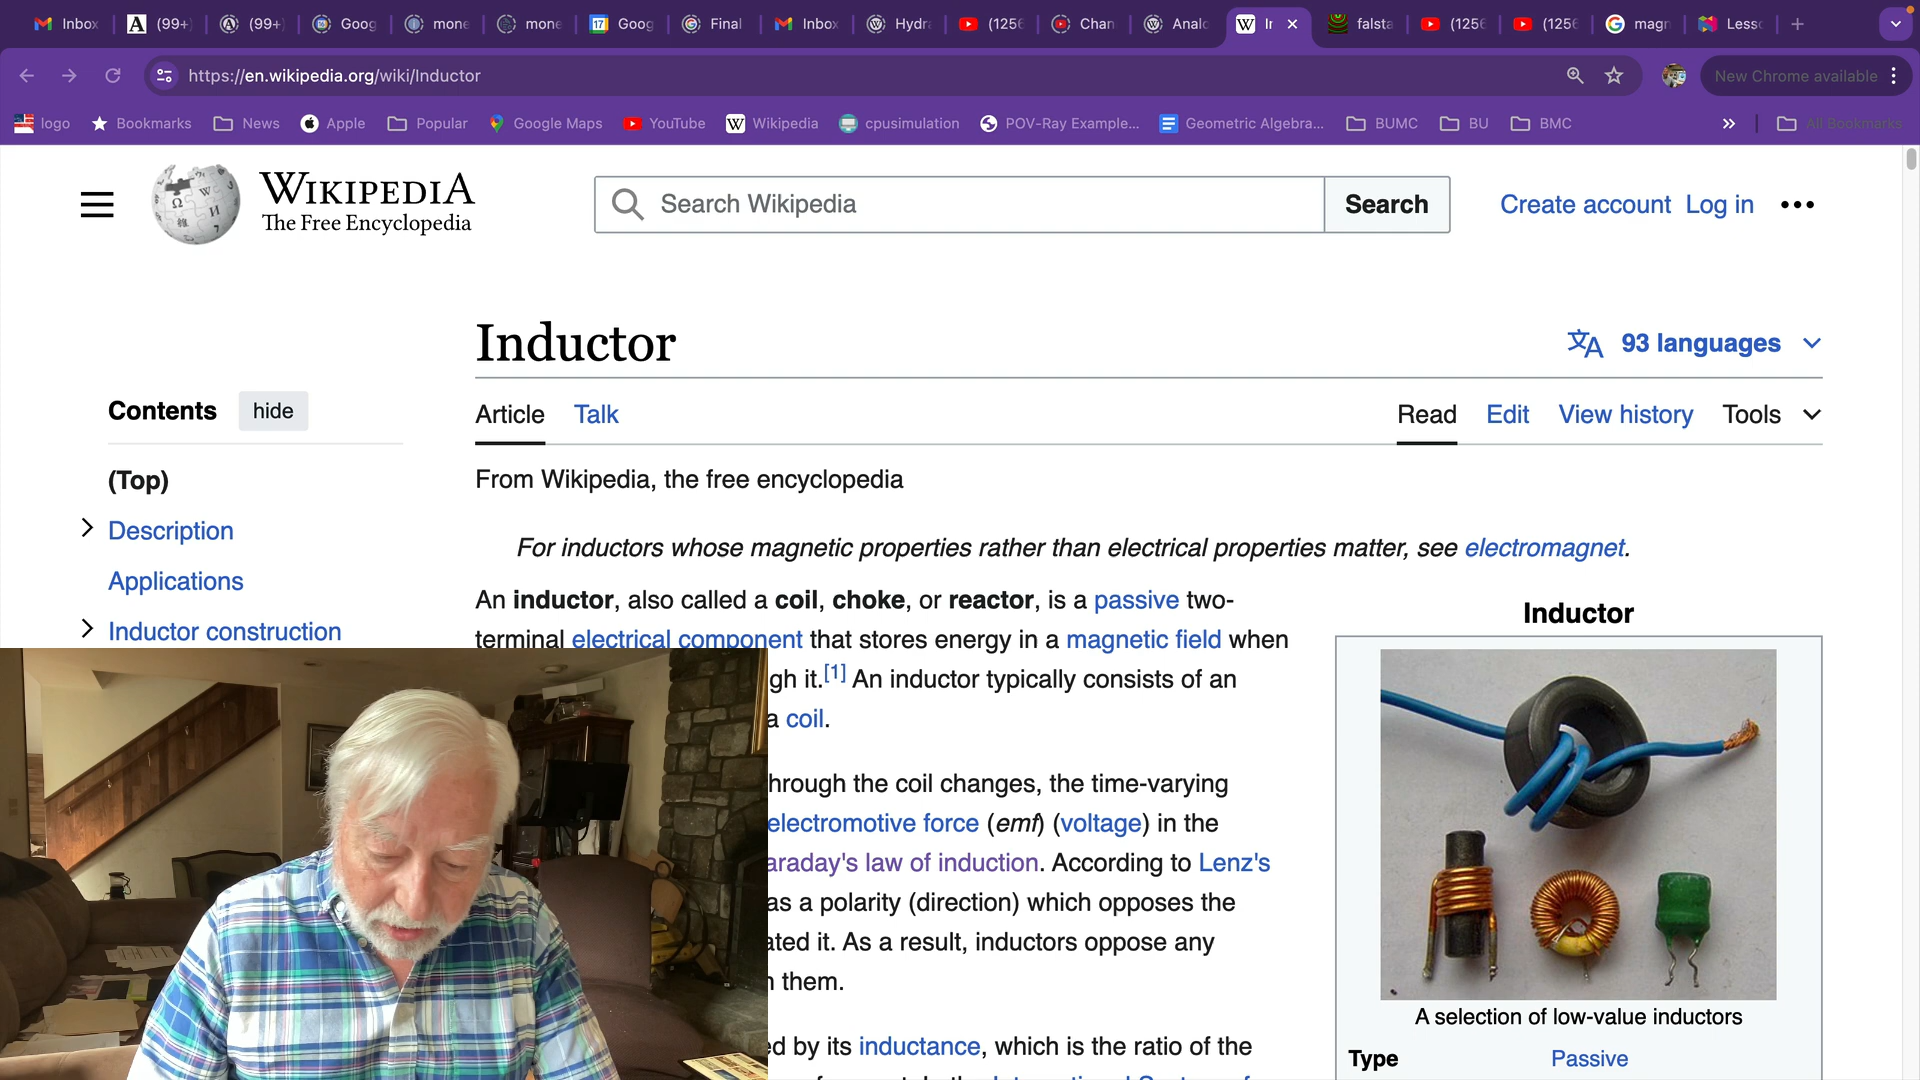 Inbox (99+ (99+ Goog mone mone Goog Final Inbox Hydr (125 Chan Analo In falsta (125 (125 magn Lesso
https://en.wikipedia.org/wiki/Inductor
New Chrome available
logo Bookmarks News Apple Popular Google Maps YouTube Wikipedia cpusimulation POV-Ray Example... Geometric Algebra... BUMC BU BMC » All Bookmarks
WIKIPEDIA
The Free Encyclopedia
Search Wikipedia
Search
Create account Log in
Inductor
93 languages
Contents hide
Article Talk
Read Edit View history Tools
(Top)
Description
Applications
Inductor construction
From Wikipedia, the free encyclopedia
For inductors whose magnetic properties rather than electrical properties matter, see electromagnet.
An inductor, also called a coil, choke, or reactor, is a passive two-
terminal electrical component that stores energy in a magnetic field when
gh it.[1] An inductor typically consists of an
a coil.
hrough the coil changes, the time-varying
electromotive force (emf) (voltage) in the
araday's law of induction. According to Lenz's
as a polarity (direction) which opposes the
ated it. As a result, inductors oppose any
them.
ed by its inductance, which is the ratio of the
Inductor
A selection of low-value inductors
Type Passive